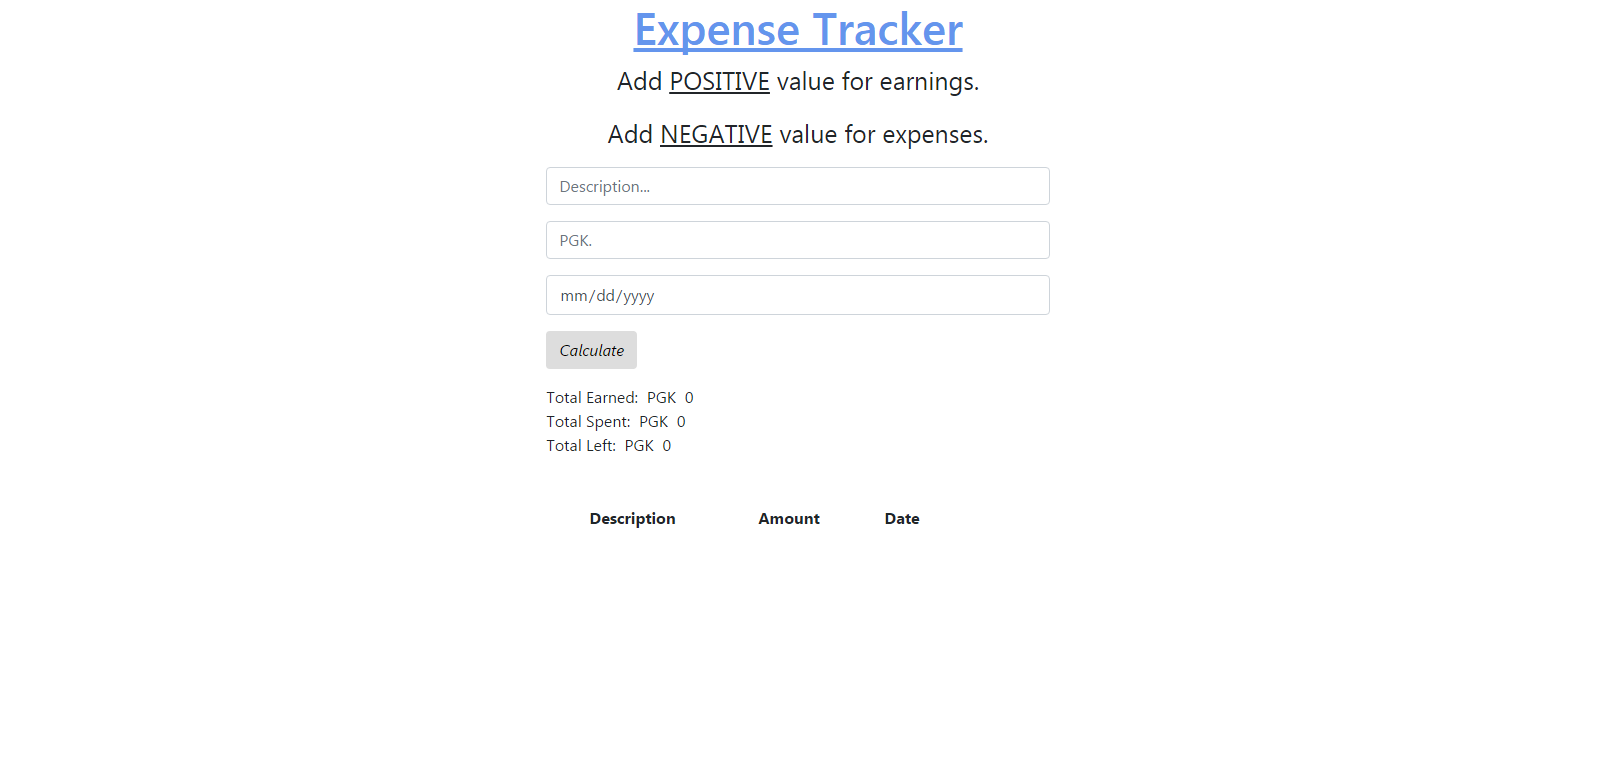 Expense Tracker
Add POSITIVE value for earnings.
Add NEGATIVE value for expenses.
Description...
PGK.
mm/dd/yyyy
Calculate
Total Earned: PGK 0
Total Spent: PGK 0
Total Left: PGK 0
Description Amount Date